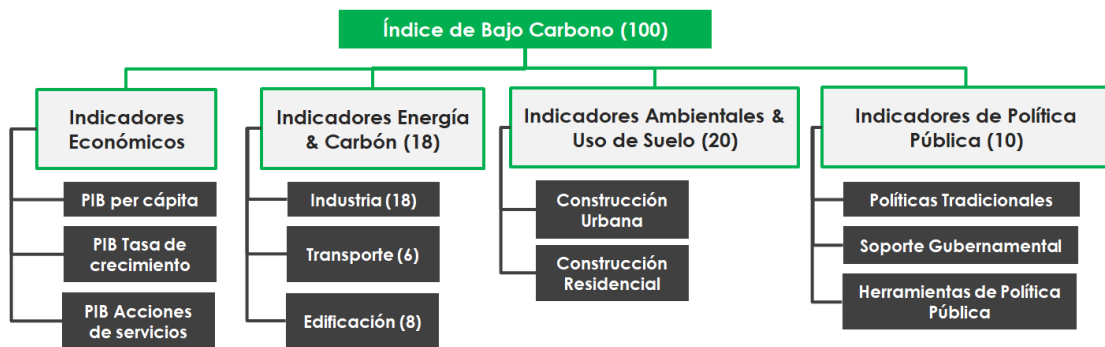 Índice de Bajo Carbono (100)
Indicadores
Económicos
PIB per cápita
PIB Tasa de
crecimiento
PIB Acciones
de servicios
Indicadores Energía
& Carbón (18)
Industria (18)
Transporte (6)
Edificación (8)
Indicadores Ambientales &
Uso de Suelo (20)
Construcción
Urbana
Construcción
Residencial
Indicadores de Política
Pública (10)
Políticas Tradicionales
Soporte Gubernamental
Herramientas de Política
Pública